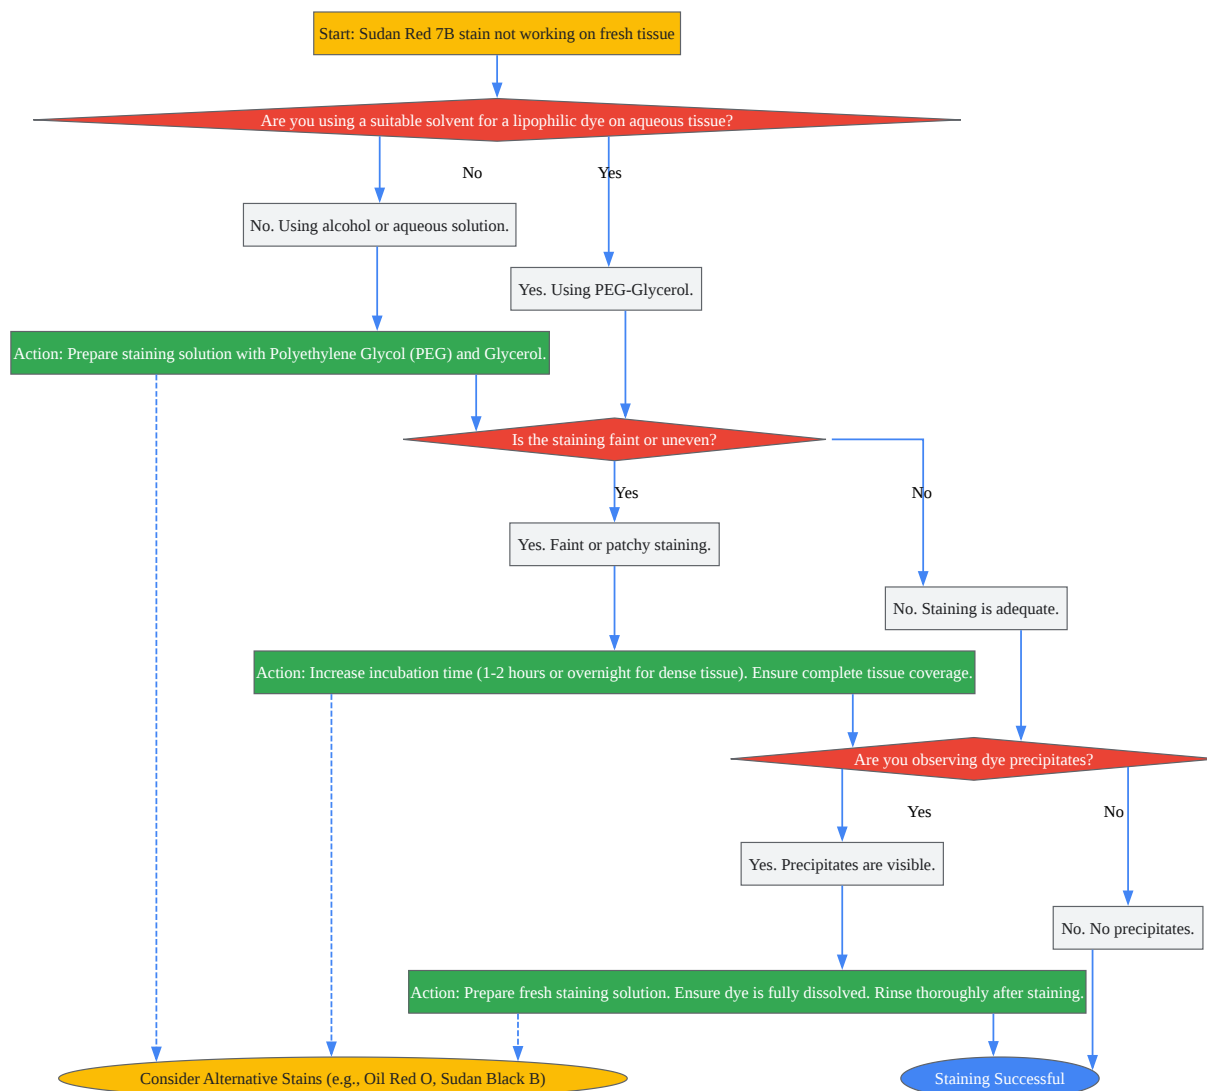 Start: Sudan Red 7B stain not working on fresh tissue
Are you using a suitable solvent for a lipophilic dye on aqueous tissue?
No
Yes
No. Using alcohol or aqueous solution.
Yes. Using PEG-Glycerol.
Action: Prepare staining solution with Polyethylene Glycol (PEG) and Glycerol.
Is the staining faint or uneven?
Yes
No
Yes. Faint or patchy staining.
No. Staining is adequate.
Action: Increase incubation time (1-2 hours or overnight for dense tissue). Ensure complete tissue coverage.
Are you observing dye precipitates?
Yes
No
Yes. Precipitates are visible.
No. No precipitates.
Action: Prepare fresh staining solution. Ensure dye is fully dissolved. Rinse thoroughly after staining.
Consider Alternative Stains (e.g., Oil Red O, Sudan Black B)
Staining Successful